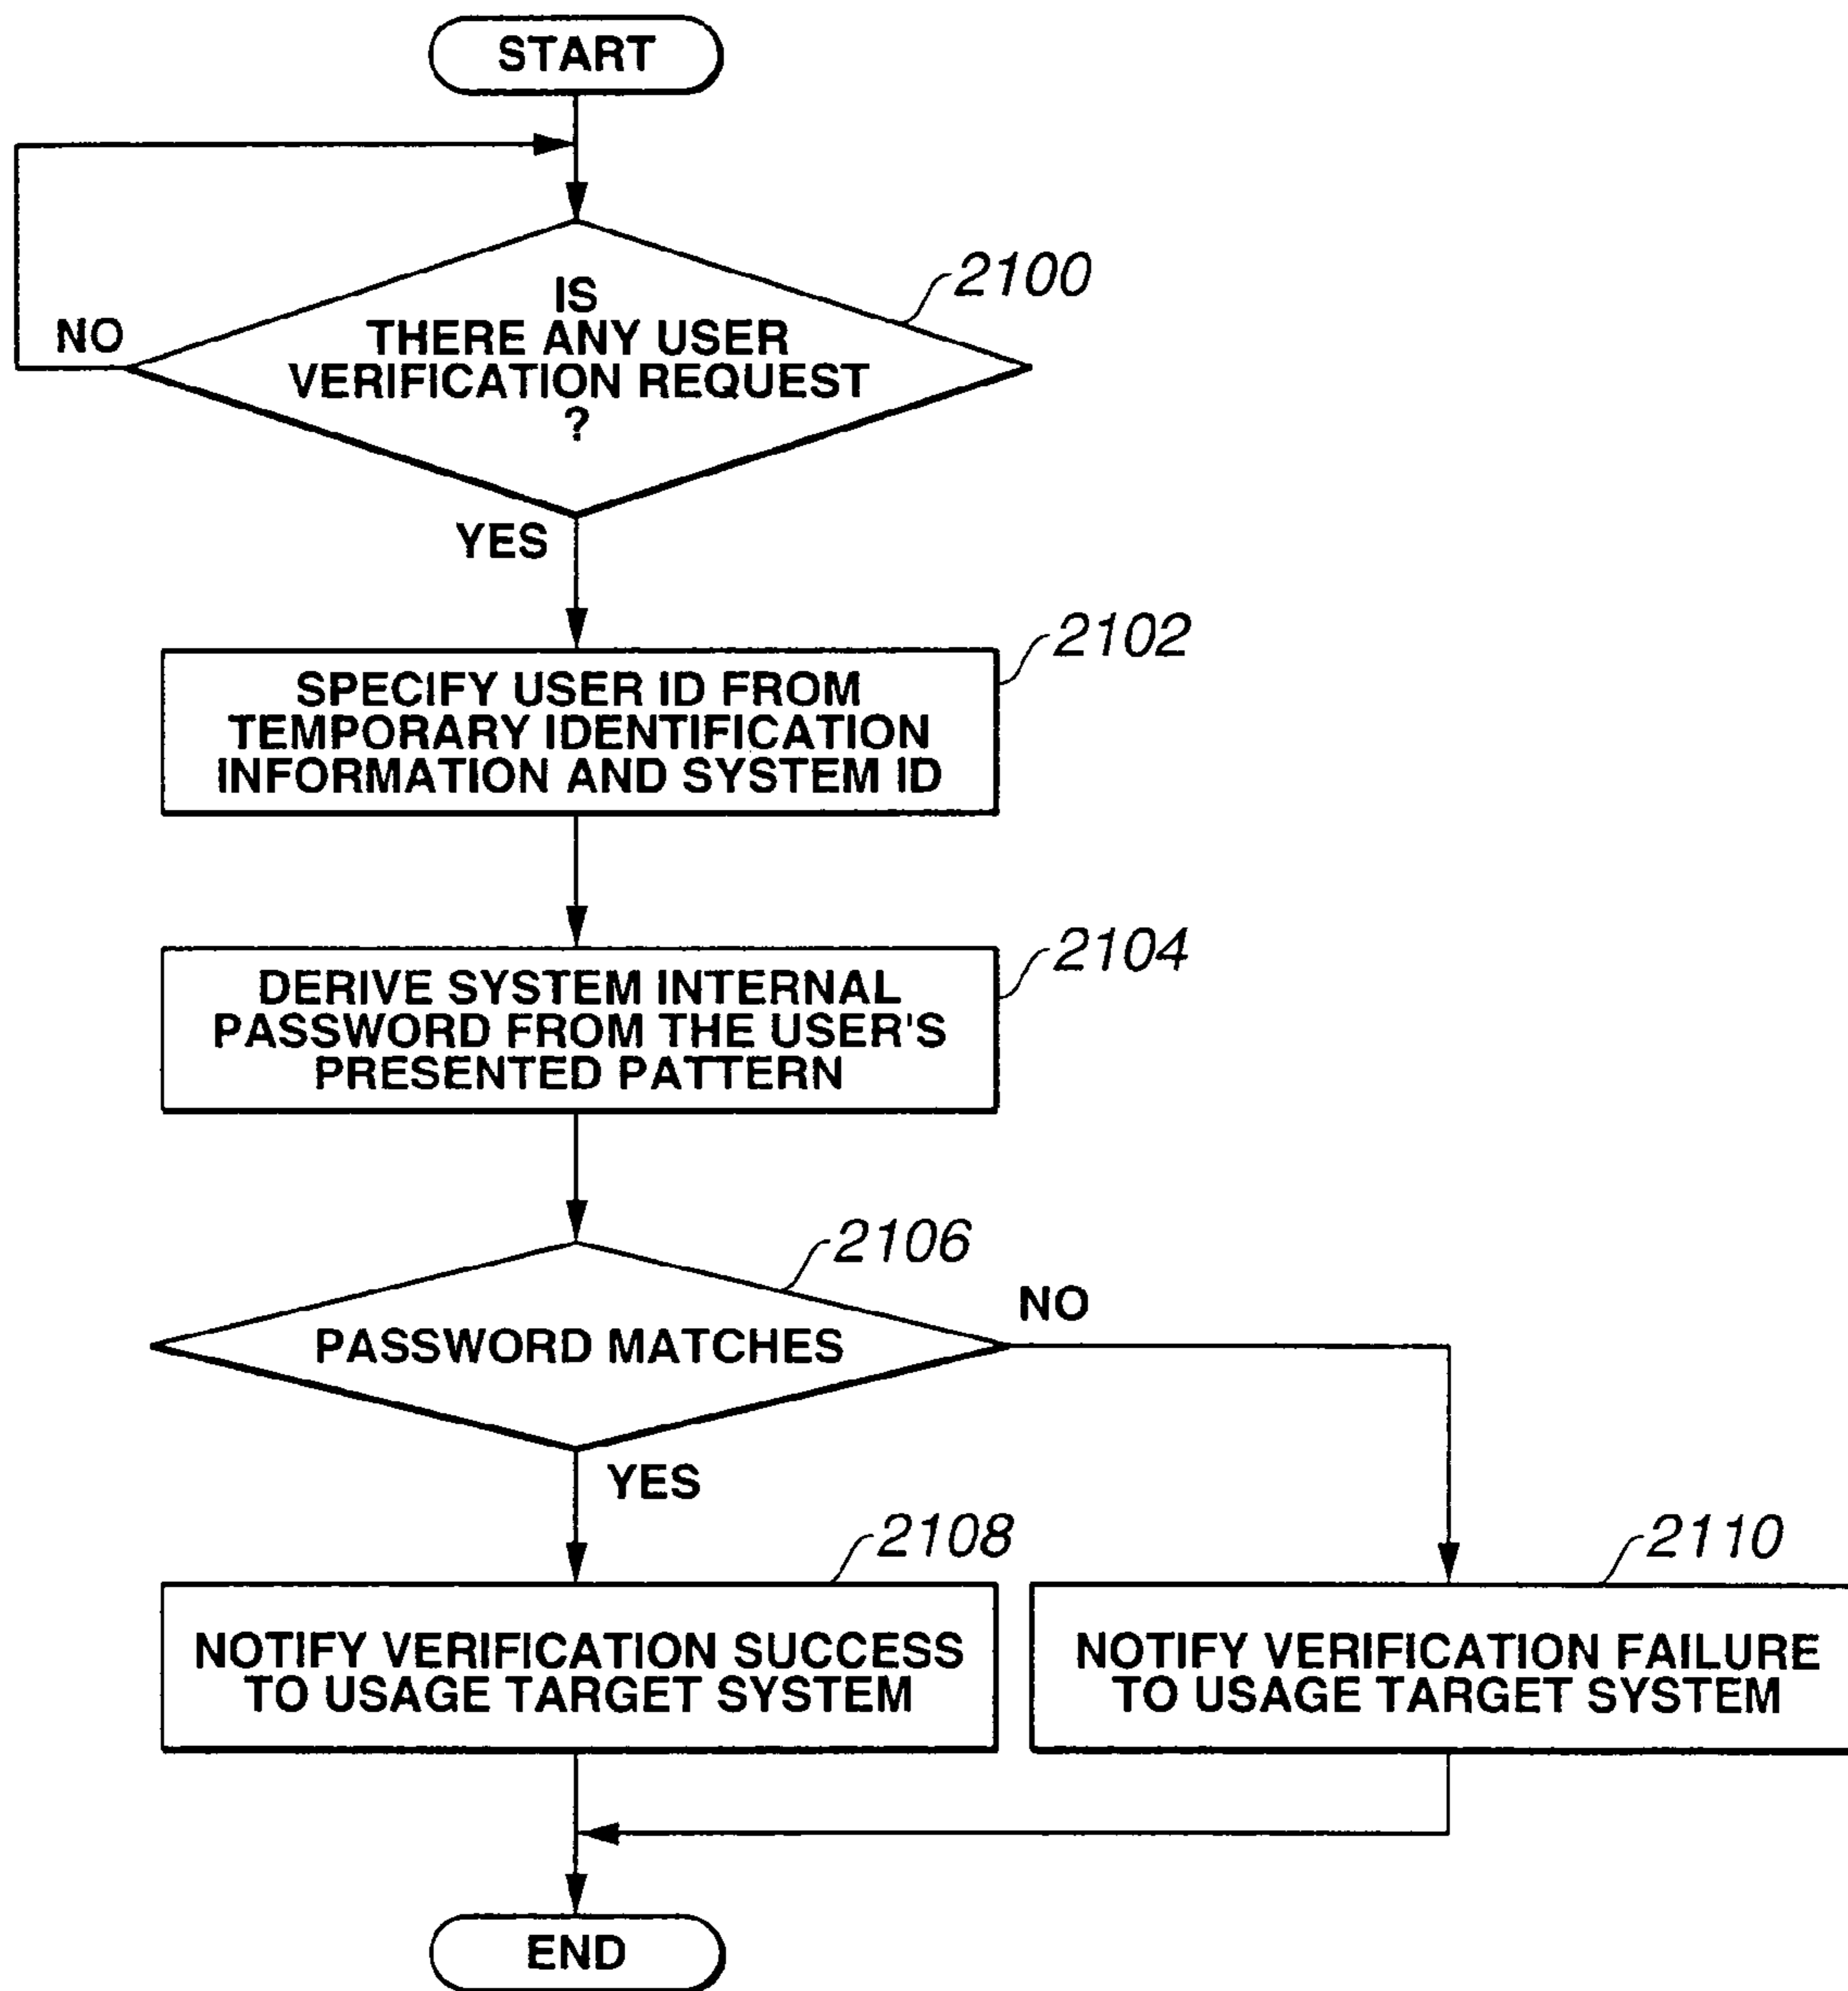 START
2100
IS
THERE ANY USER
VERIFICATION REQUEST
?
NO
YES
2102
SPECIFY USER ID FROM
TEMPORARY IDENTIFICATION
INFORMATION AND SYSTEM ID
2104
DERIVE SYSTEM INTERNAL
PASSWORD FROM THE USER'S
PRESENTED PATTERN
2106
NO
PASSWORD MATCHES
YES
2108
NOTIFY VERIFICATION SUCCESS
TO USAGE TARGET SYSTEM
2110
NOTIFY VERIFICATION FAILURE
TO USAGE TARGET SYSTEM
END